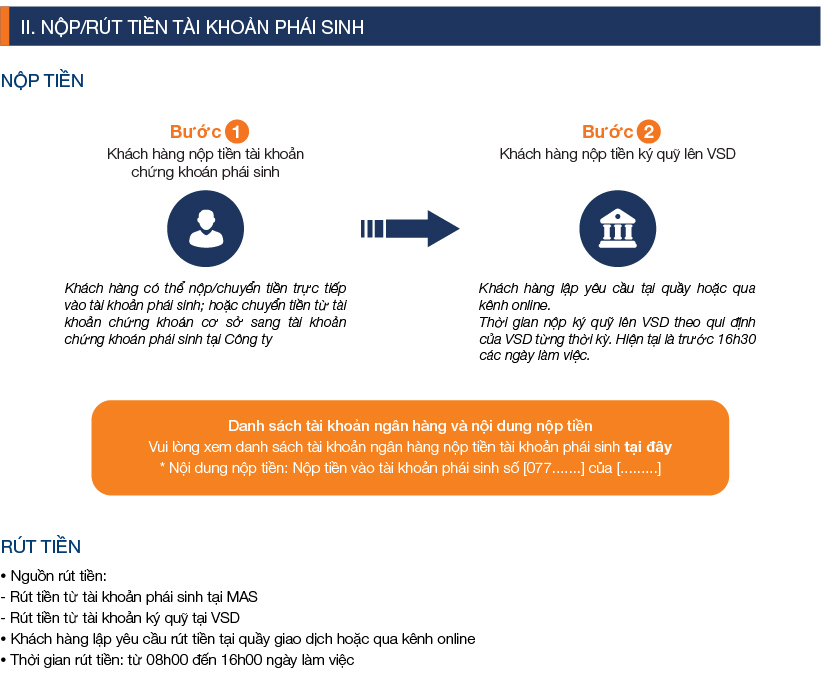 II. NỘP/RÚT TIỀN TÀI KHOẢN PHÁI SINH
NỘP TIỀN
Bước 1
Khách hàng nộp tiền tài khoản
chứng khoán phái sinh
Khách hàng có thể nộp/chuyển tiền trực tiếp
vào tài khoản phái sinh; hoặc chuyển tiền từ tài
khoản chứng khoán cơ sở sang tài khoản
chứng khoán phái sinh tại Công ty
Bước 2
Khách hàng nộp tiền ký quỹ lên VSD
Khách hàng lập yêu cầu tại quầy hoặc qua
kênh online.
Thời gian nộp ký quỹ lên VSD theo qui định
của VSD từng thời kỳ. Hiện tại là trước 16h30
các ngày làm việc.
Danh sách tài khoản ngân hàng và nội dung nộp tiền
Vui lòng xem danh sách tài khoản ngân hàng nộp tiền tài khoản phái sinh tại đây
* Nội dung nộp tiền: Nộp tiền vào tài khoản phái sinh số [077.......] của [.........]
RÚT TIỀN
• Nguồn rút tiền:
- Rút tiền từ tài khoản phái sinh tại MAS
- Rút tiền từ tài khoản ký quỹ tại VSD
• Khách hàng lập yêu cầu rút tiền tại quầy giao dịch hoặc qua kênh online
• Thời gian rút tiền: từ 08h00 đến 16h00 ngày làm việc